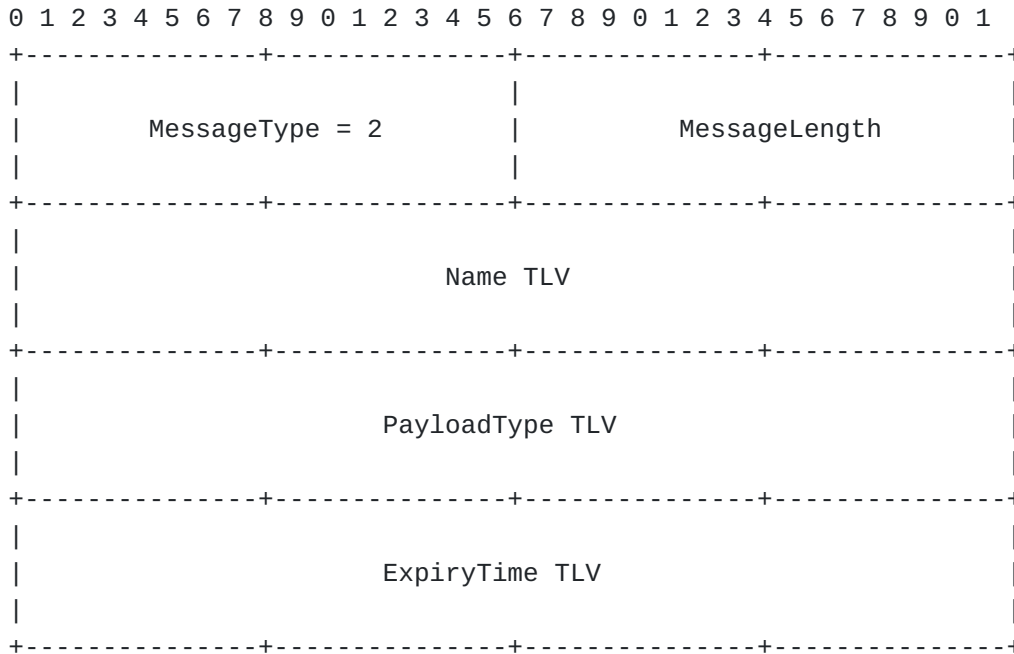 0 1 2 3 4 5 6 7 8 9 0 1 2 3 4 5 6 7 8 9 0 1 2 3 4 5 6 7 8 9 0 1
+---------------+---------------+---------------+---------------+
|                               |                               |
|        MessageType = 2        |          MessageLength        |
|                               |                               |
+---------------+---------------+---------------+---------------+
|                                                               |
|                           Name TLV                            |
|                                                               |
+---------------+---------------+---------------+---------------+
|                                                               |
|                       PayloadType TLV                         |
|                                                               |
+---------------+---------------+---------------+---------------+
|                                                               |
|                       ExpiryTime TLV                          |
|                                                               |
+---------------+---------------+---------------+---------------+